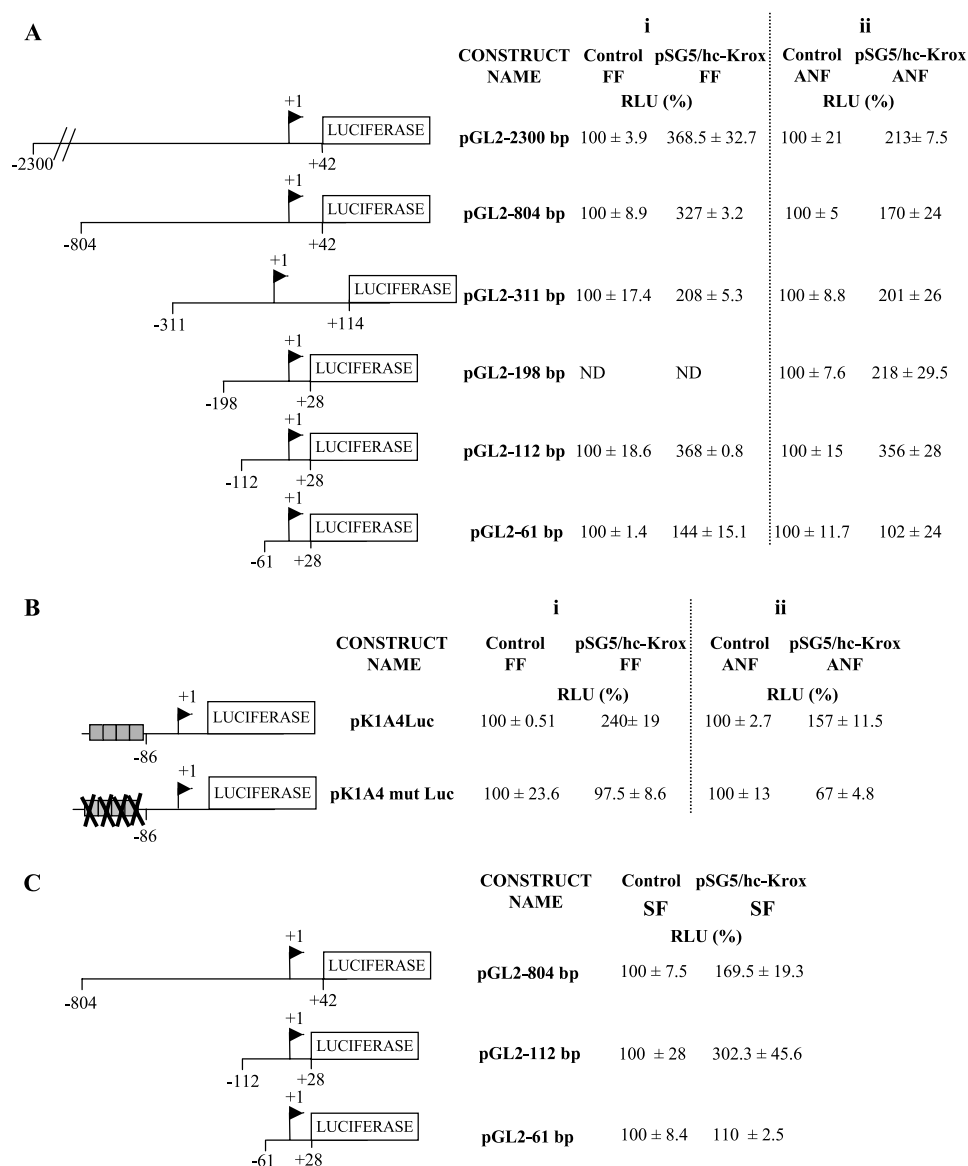 A
i
ii
CONSTRUCT NAME
Control FF
pSG5/hc-Krox FF
Control ANF
pSG5/hc-Krox ANF
RLU (%)
RLU (%)
+1
LUCIFERASE
-2300
+42
pGL2-2300 bp
100 ± 3.9
368.5 ± 32.7
100 ± 21
213± 7.5
+1
LUCIFERASE
-804
+42
pGL2-804 bp
100 ± 8.9
327 ± 3.2
100 ± 5
170 ± 24
+1
LUCIFERASE
-311
+114
pGL2-311 bp
100 ± 17.4
208 ± 5.3
100 ± 8.8
201 ± 26
+1
LUCIFERASE
-198
+28
pGL2-198 bp
ND
ND
100 ± 7.6
218 ± 29.5
+1
LUCIFERASE
-112
+28
pGL2-112 bp
100 ± 18.6
368 ± 0.8
100 ± 15
356 ± 28
+1
LUCIFERASE
-61
+28
pGL2-61 bp
100 ± 1.4
144 ± 15.1
100 ± 11.7
102 ± 24
B
i
ii
CONSTRUCT NAME
Control FF
pSG5/hc-Krox FF
Control ANF
pSG5/hc-Krox ANF
RLU (%)
RLU (%)
+1
LUCIFERASE
-86
pK1A4Luc
100 ± 0.51
240± 19
100 ± 2.7
157 ± 11.5
+1
LUCIFERASE
-86
pK1A4 mut Luc
100 ± 23.6
97.5 ± 8.6
100 ± 13
67 ± 4.8
C
CONSTRUCT NAME
Control SF
pSG5/hc-Krox SF
RLU (%)
+1
LUCIFERASE
-804
+42
pGL2-804 bp
100 ± 7.5
169.5 ± 19.3
+1
LUCIFERASE
-112
+28
pGL2-112 bp
100 ± 28
302.3 ± 45.6
+1
LUCIFERASE
-61
+28
pGL2-61 bp
100 ± 8.4
110 ± 2.5